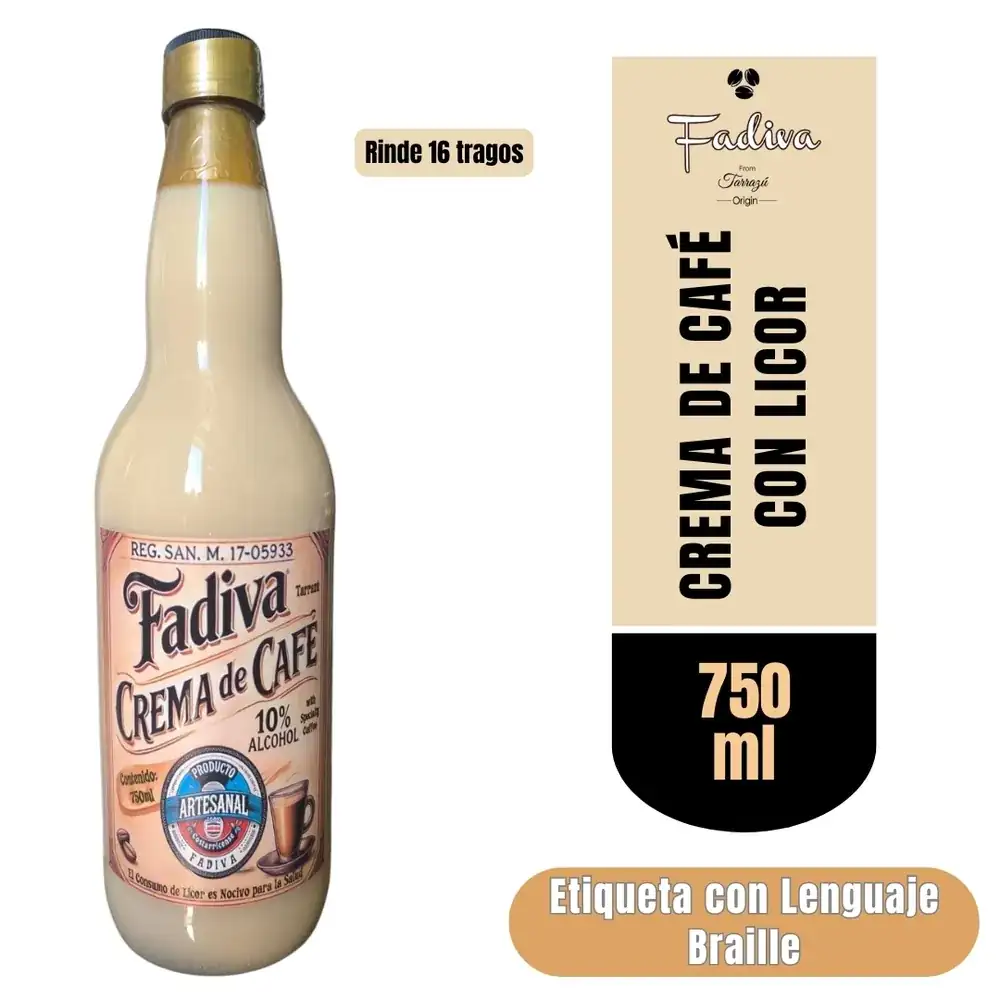 Rinde 16 tragos
Fadiva
From
Tarrazú
Origin
CREMA DE CAFÉ
CON LICOR
750
ml
Etiqueta con Lenguaje
Braille
REG. SAN. M. 17-05933
Fadiva
Tarrazú
CREMA de CAFÉ
10%
ALCOHOL
with
Specialty
Coffee
Contenido:
750ml
PRODUCTO
ARTESANAL
Costarricense
FADIVA
El Consumo de Licor es Nocivo para la Salud